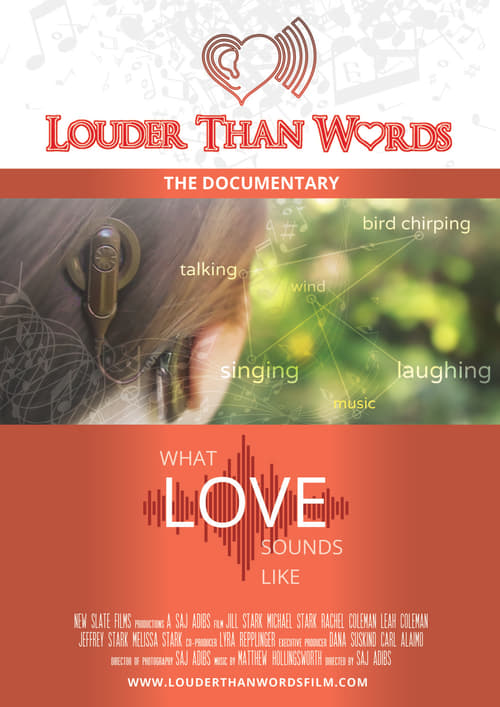 LOUDER THAN WORDS
THE DOCUMENTARY
bird chirping
talking
wind
singing
laughing
music
WHAT
LOVE
SOUNDS
LIKE
NEW SLATE FILMS PRODUCTIONS A SAJ ADIBS FILM JILL STARK MICHAEL STARK RACHEL COLEMAN LEAH COLEMAN
JEFFREY STARK MELISSA STARK CO-PRODUCER LYRA REPPLINGER EXECUTIVE PRODUCER DANA SUSKIND CARL ALAIMO
DIRECTOR OF PHOTOGRAPHY SAJ ADIBS MUSIC BY MATTHEW HOLLINGSWORTH DIRECTED BY SAJ ADIBS
WWW.LOUDERTHANWORDSFILM.COM